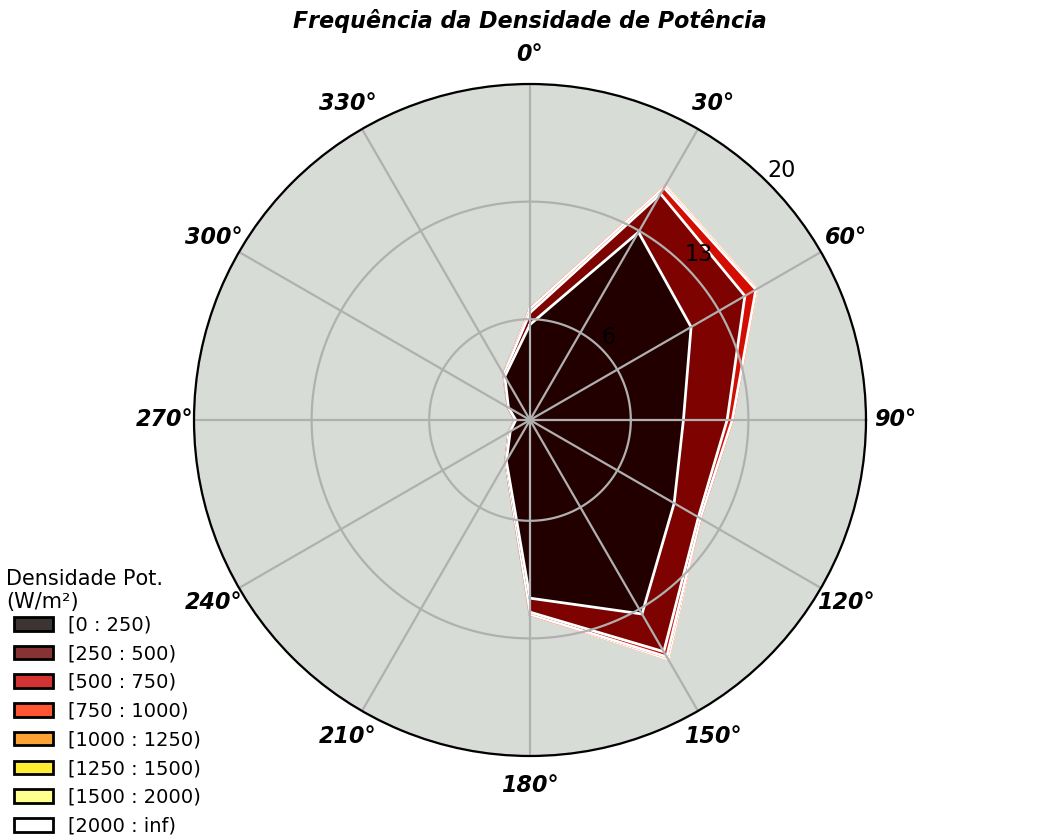 Frequência da Densidade de Potência
0°
330°
30°
20
300°
60°
13
6
270°
90°
240°
120°
210°
150°
180°
Densidade Pot.
(W/m²)
[0 : 250)
[250 : 500)
[500 : 750)
[750 : 1000)
[1000 : 1250)
[1250 : 1500)
[1500 : 2000)
[2000 : inf)